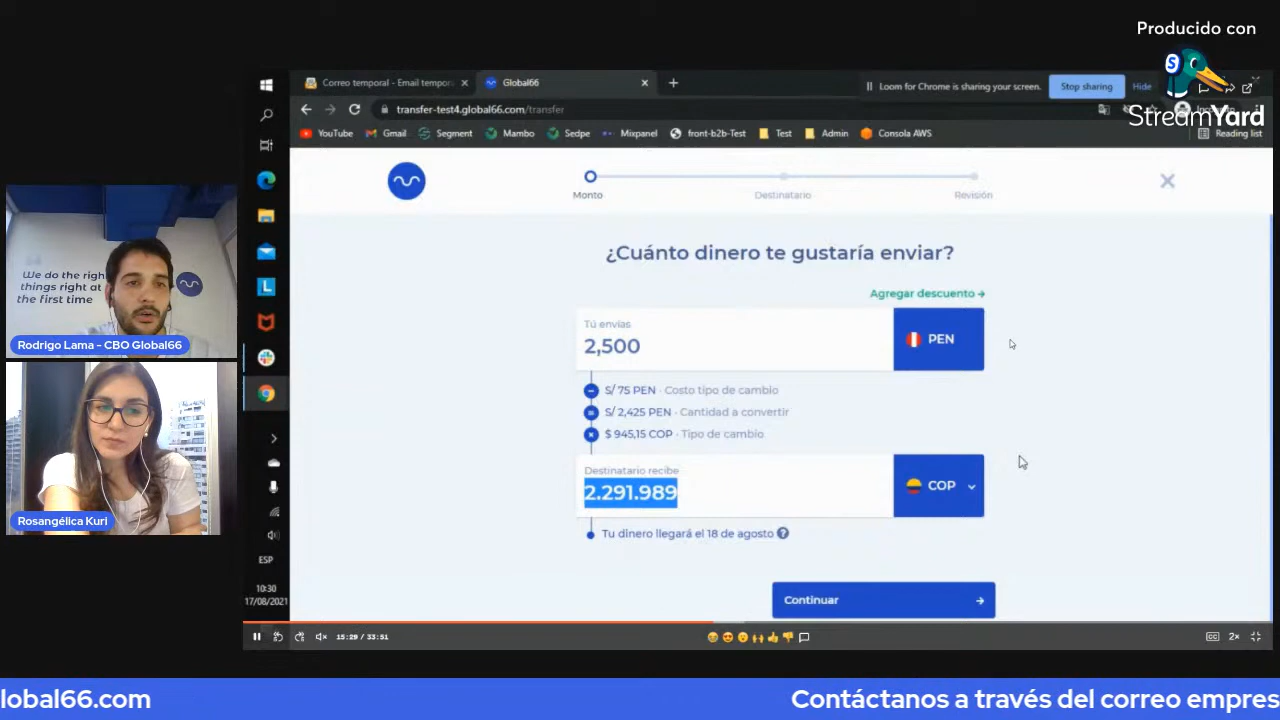 Producido con
StreamYard
Correo temporal - Email tempor
Global66
Loom for Chrome is sharing your screen.
Stop sharing
Hide
transfer-test4.global66.com/transfer
YouTube
Gmail
Segment
Mambo
Sedpe
Mixpanel
front-b2b-Test
Test
Admin
Consola AWS
Reading list
Monto
Destinatario
Revisión
¿Cuánto dinero te gustaría enviar?
Agregar descuento →
Tú envías
2,500
PEN
S/ 75 PEN · Costo tipo de cambio
S/ 2,425 PEN · Cantidad a convertir
$ 945,15 COP · Tipo de cambio
Destinatario recibe
2.291.989
COP
Tu dinero llegará el 18 de agosto
Continuar →
ESP
10:30
17/08/2021
15:29 / 33:51
CC
2×
We do the righ
things right at
the first time
Rodrigo Lama - CBO Global66
Rosangélica Kuri
lobal66.com
Contáctanos a través del correo empres